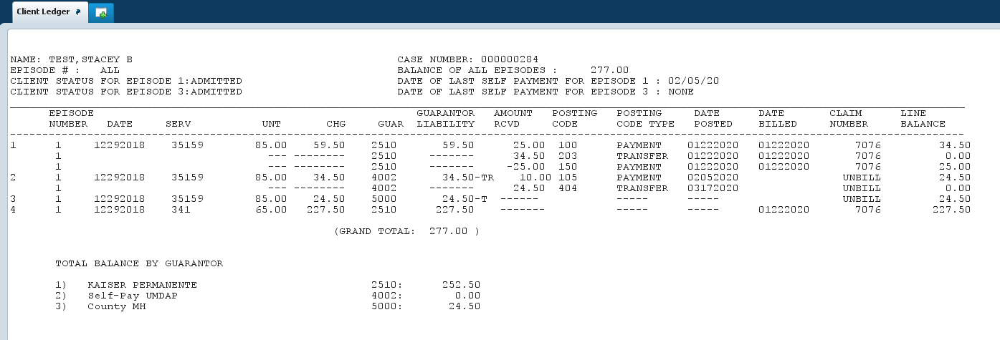 Client Ledger
NAME: TEST,STACEY B CASE NUMBER: 000000284
EPISODE # : ALL BALANCE OF ALL EPISODES : 277.00
CLIENT STATUS FOR EPISODE 1:ADMITTED DATE OF LAST SELF PAYMENT FOR EPISODE 1 : 02/05/20
CLIENT STATUS FOR EPISODE 3:ADMITTED DATE OF LAST SELF PAYMENT FOR EPISODE 3 : NONE
EPISODE GUARANTOR AMOUNT POSTING POSTING DATE DATE CLAIM LINE
NUMBER DATE SERV UNT CHG GUAR LIABILITY RCVD CODE CODE TYPE POSTED BILLED NUMBER BALANCE
1 1 12292018 35159 85.00 59.50 2510 59.50 25.00 100 PAYMENT 01222020 01222020 7076 34.50
1 --- -------- 2510 ------- 34.50 203 TRANSFER 01222020 01222020 7076 0.00
1 --- -------- 2510 ------- -25.00 150 PAYMENT 01222020 01222020 7076 25.00
2 1 12292018 35159 85.00 34.50 4002 34.50-TR 10.00 105 PAYMENT 02052020 UNBILL 24.50
1 --- -------- 4002 ------- 24.50 404 TRANSFER 03172020 UNBILL 0.00
3 1 12292018 35159 85.00 24.50 5000 24.50-T ------ ----- ----- UNBILL 24.50
4 1 12292018 341 65.00 227.50 2510 227.50 ------- ----- ----- 01222020 7076 227.50
(GRAND TOTAL: 277.00 )
TOTAL BALANCE BY GUARANTOR
1) KAISER PERMANENTE 2510: 252.50
2) Self-Pay UMDAP 4002: 0.00
3) County MH 5000: 24.50